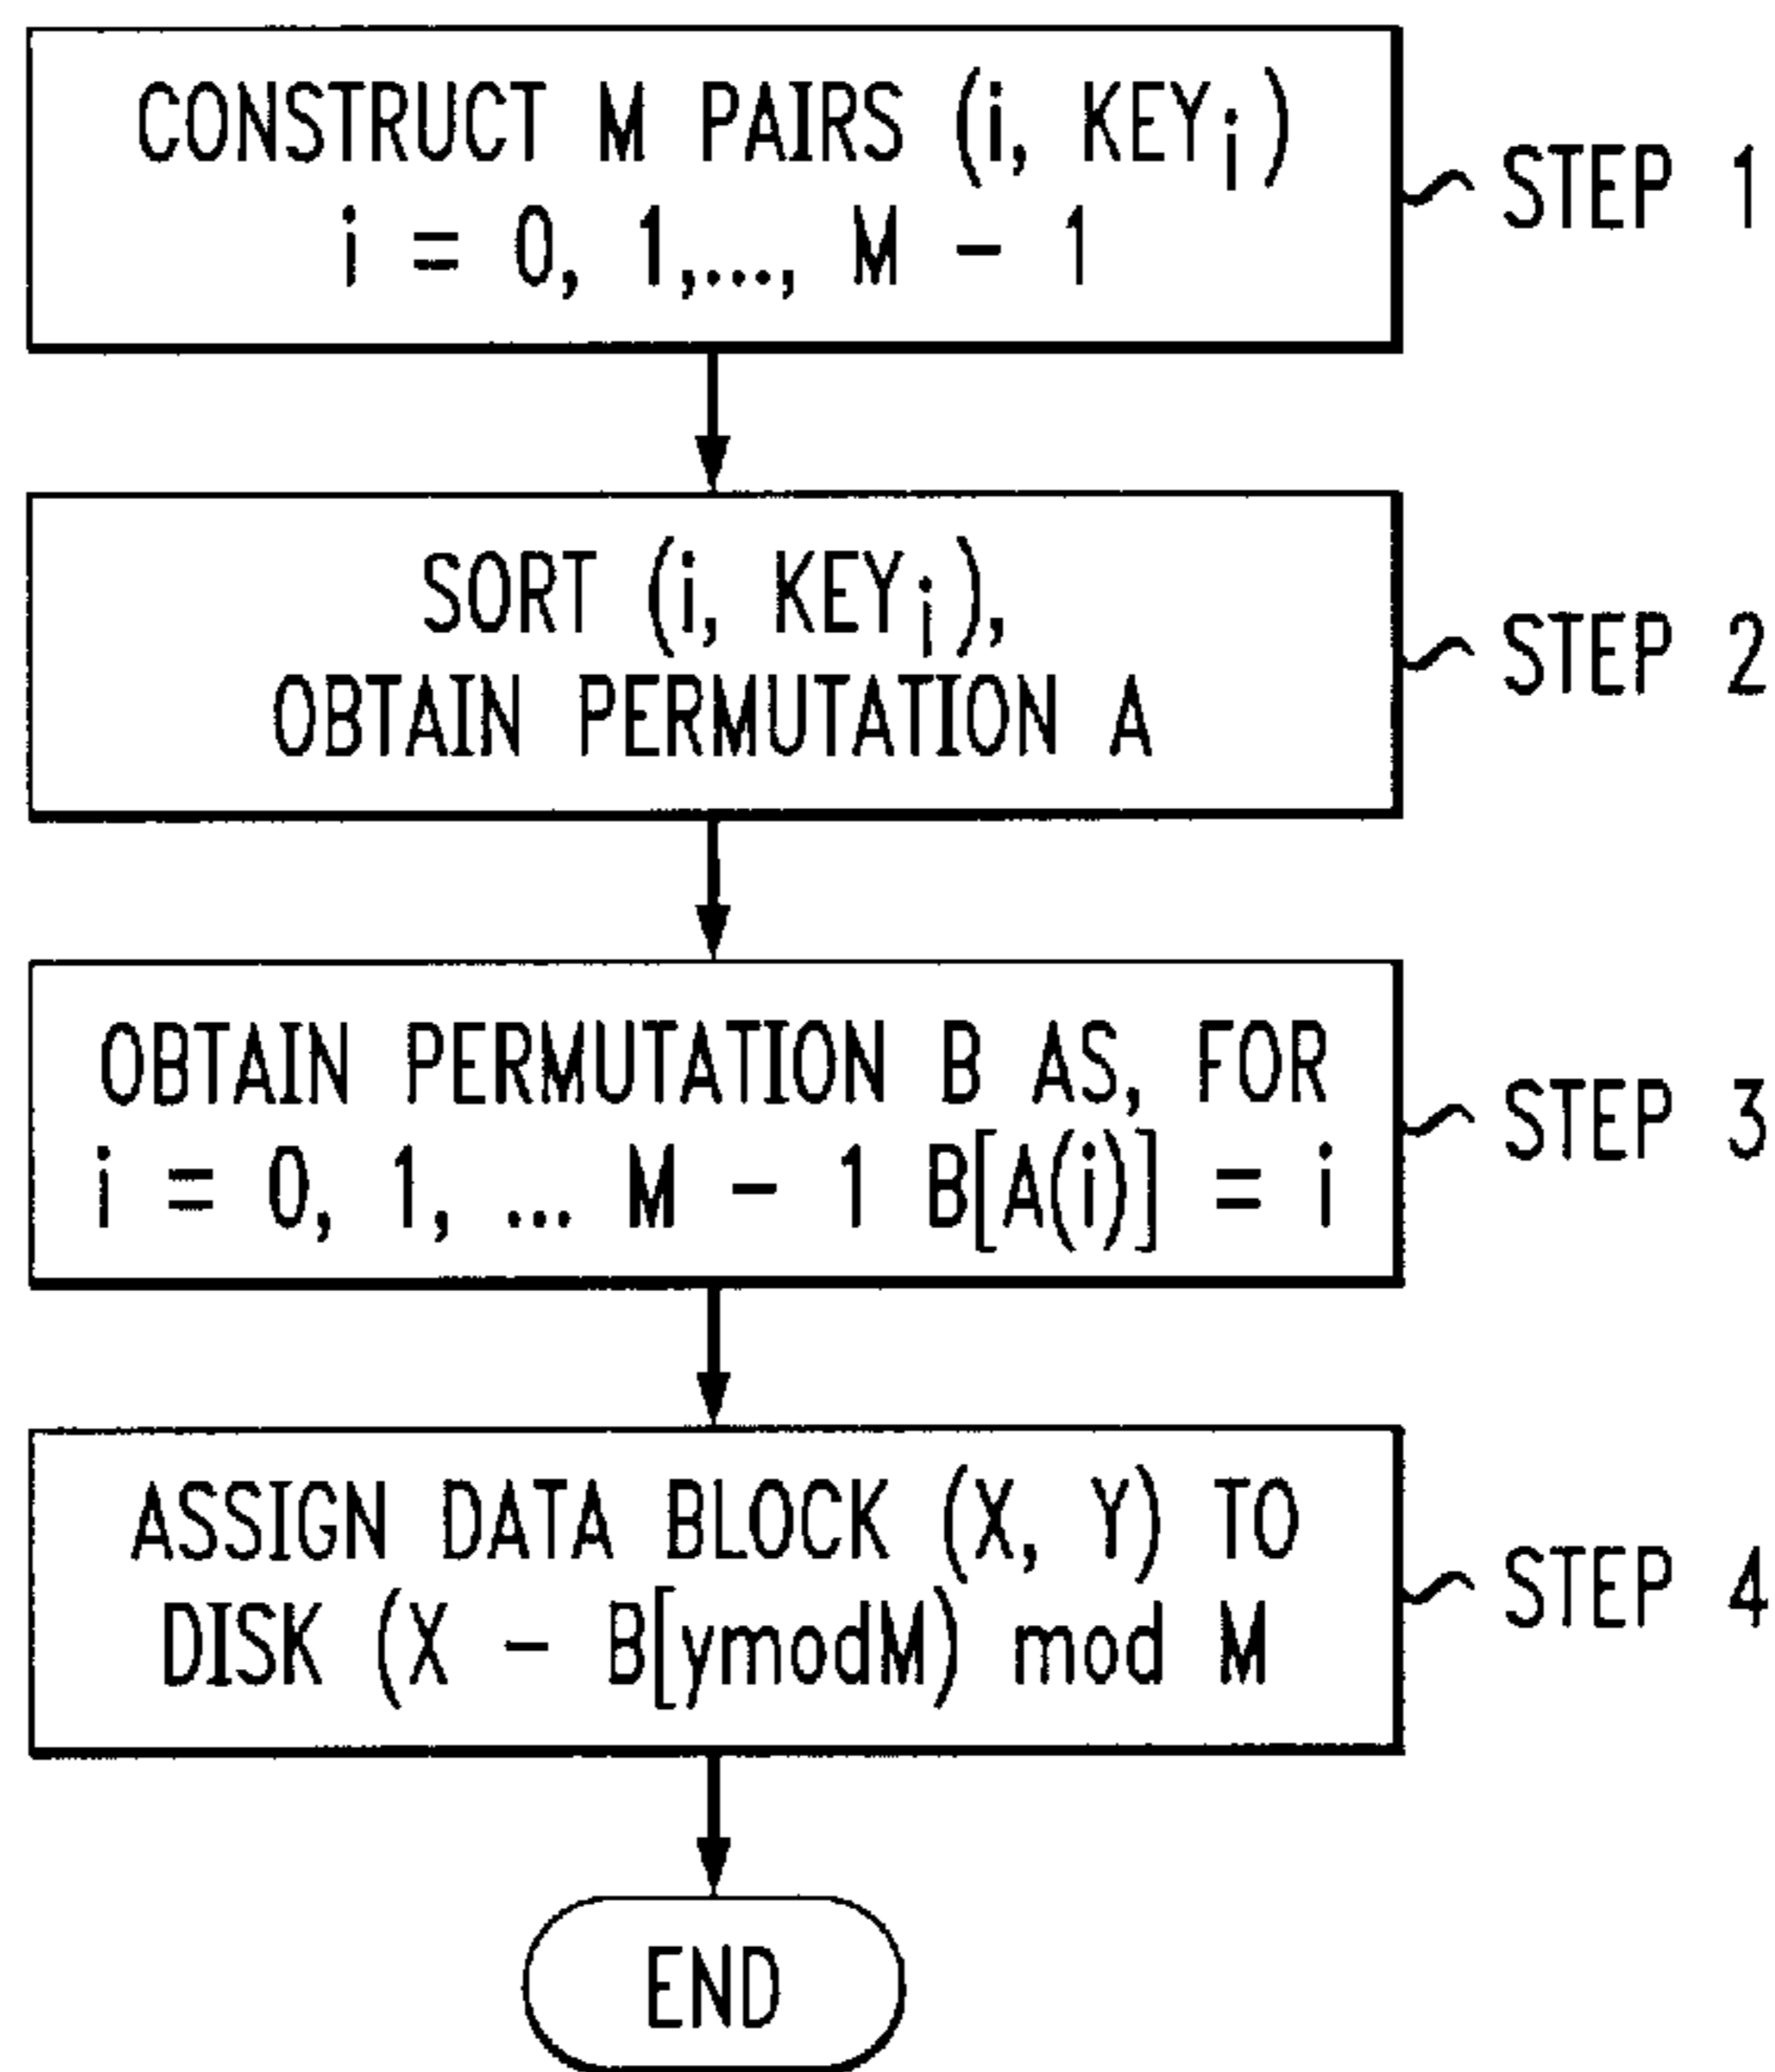 CONSTRUCT M PAIRS (i, KEYi)
i = 0, 1,..., M - 1
STEP 1
SORT (i, KEYi),
OBTAIN PERMUTATION A
STEP 2
OBTAIN PERMUTATION B AS, FOR
i = 0, 1, ... M - 1 B[A(i)] = i
STEP 3
ASSIGN DATA BLOCK (X, Y) TO
DISK (X - B[ymodM) mod M
STEP 4
END